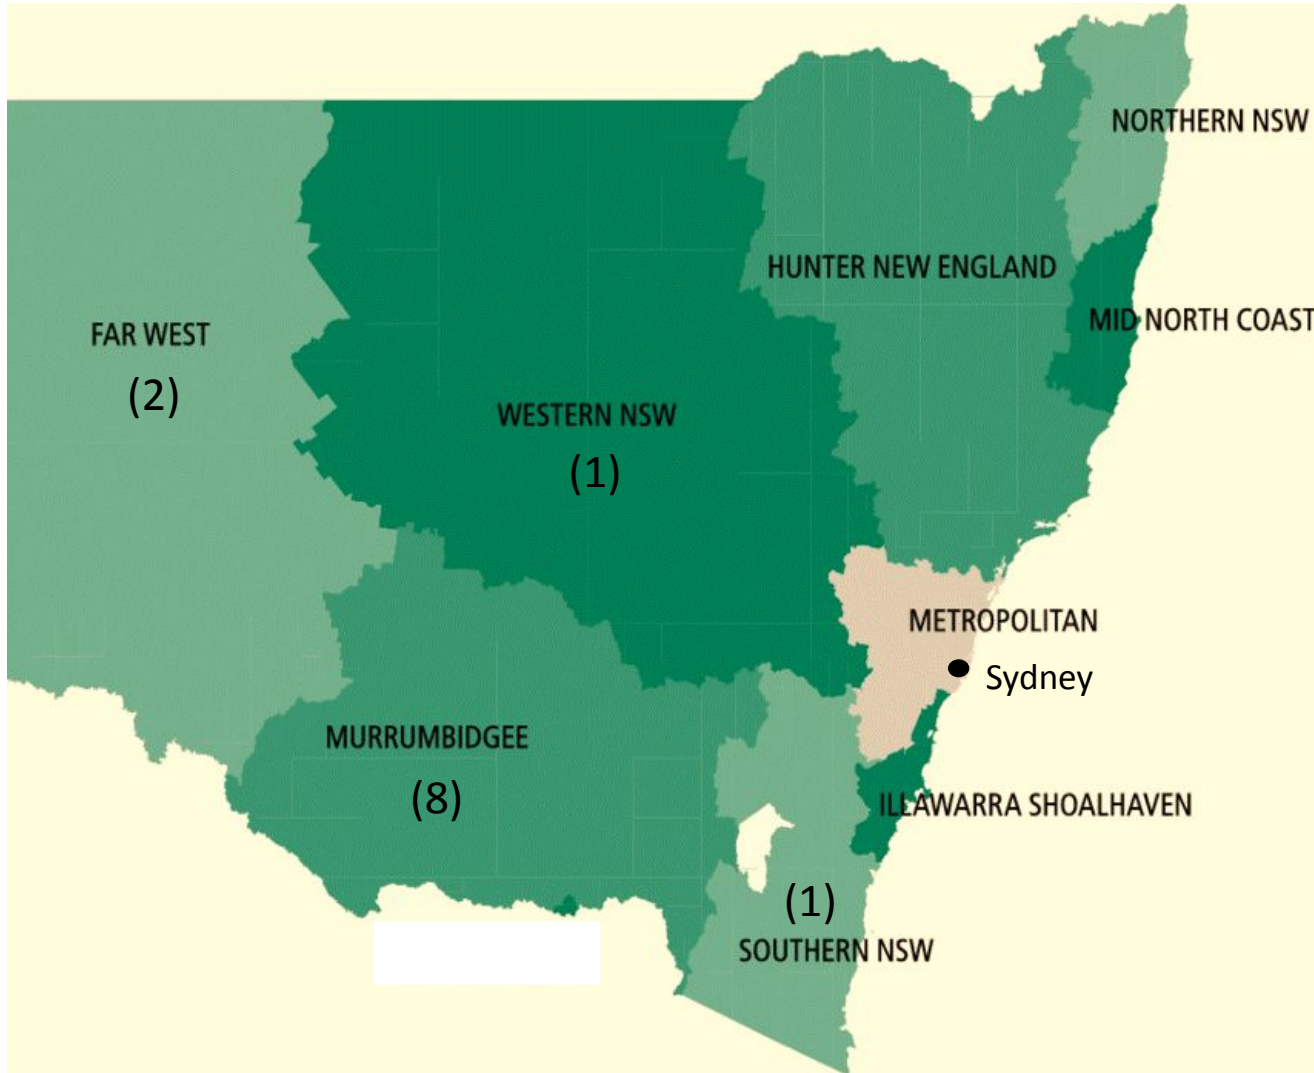 NORTHERN NSW
HUNTER NEW ENGLAND
MID NORTH COAST
FAR WEST
(2)
WESTERN NSW
(1)
METROPOLITAN
Sydney
MURRUMBIDGEE
(8)
ILLAWARRA SHOALHAVEN
(1)
SOUTHERN NSW